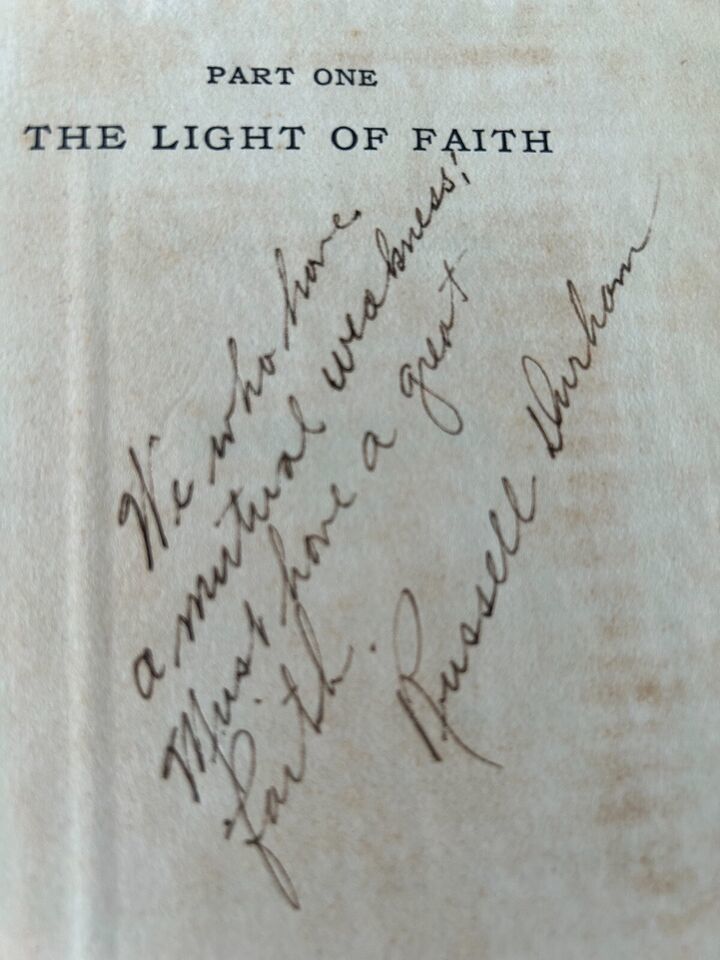 PART ONE
THE LIGHT OF FAITH
We who have
a mutual weakness;
Must have a great
faith.
Russell Durham